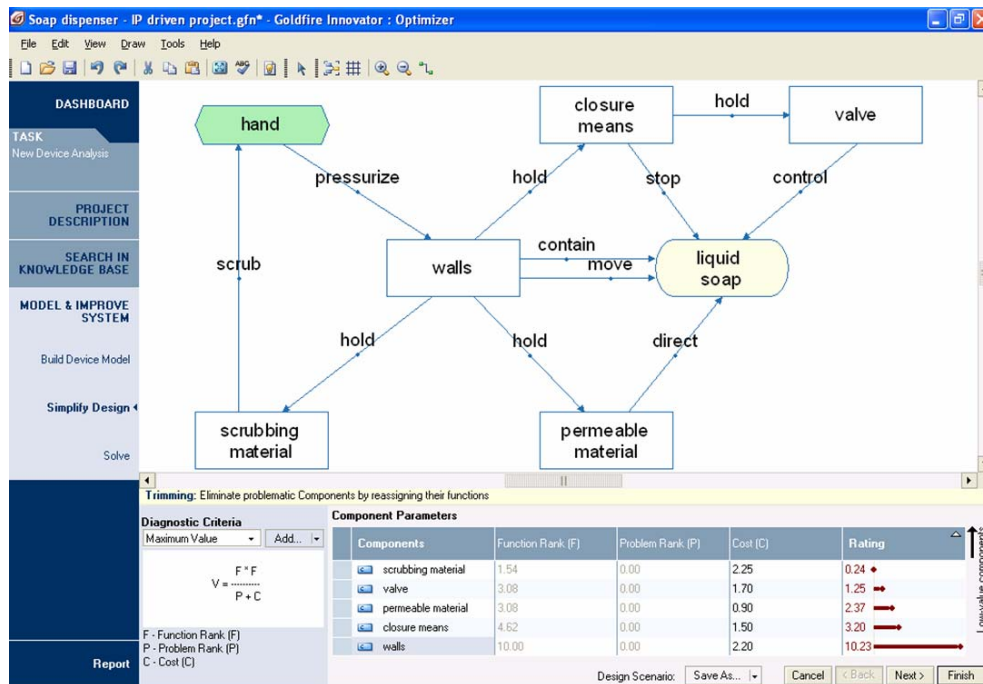 Soap dispenser - IP driven project.gfn* - Goldfire Innovator : Optimizer
File Edit View Draw Tools Help
DASHBOARD
TASK
New Device Analysis
PROJECT
DESCRIPTION
SEARCH IN
KNOWLEDGE BASE
MODEL & IMPROVE
SYSTEM
Build Device Model
Simplify Design
Solve
Report
closure
means
hold
valve
hand
pressurize
hold
stop
control
contain
move
liquid
soap
scrub
walls
hold
hold
direct
scrubbing
material
permeable
material
Trimming: Eliminate problematic Components by reassigning their functions
Diagnostic Criteria
Maximum Value
Add...
F * F
V = ----------
P + C
F - Function Rank (F)
P - Problem Rank (P)
C - Cost (C)
Component Parameters
Components Function Rank (F) Problem Rank (P) Cost (C) Rating
scrubbing material 1.54 0.00 2.25 0.24
valve 3.08 0.00 1.70 1.25
permeable material 3.08 0.00 0.90 2.37
closure means 4.62 0.00 1.50 3.20
walls 10.00 0.00 2.20 10.23
Low-value components
Design Scenario: Save As... Cancel < Back Next > Finish